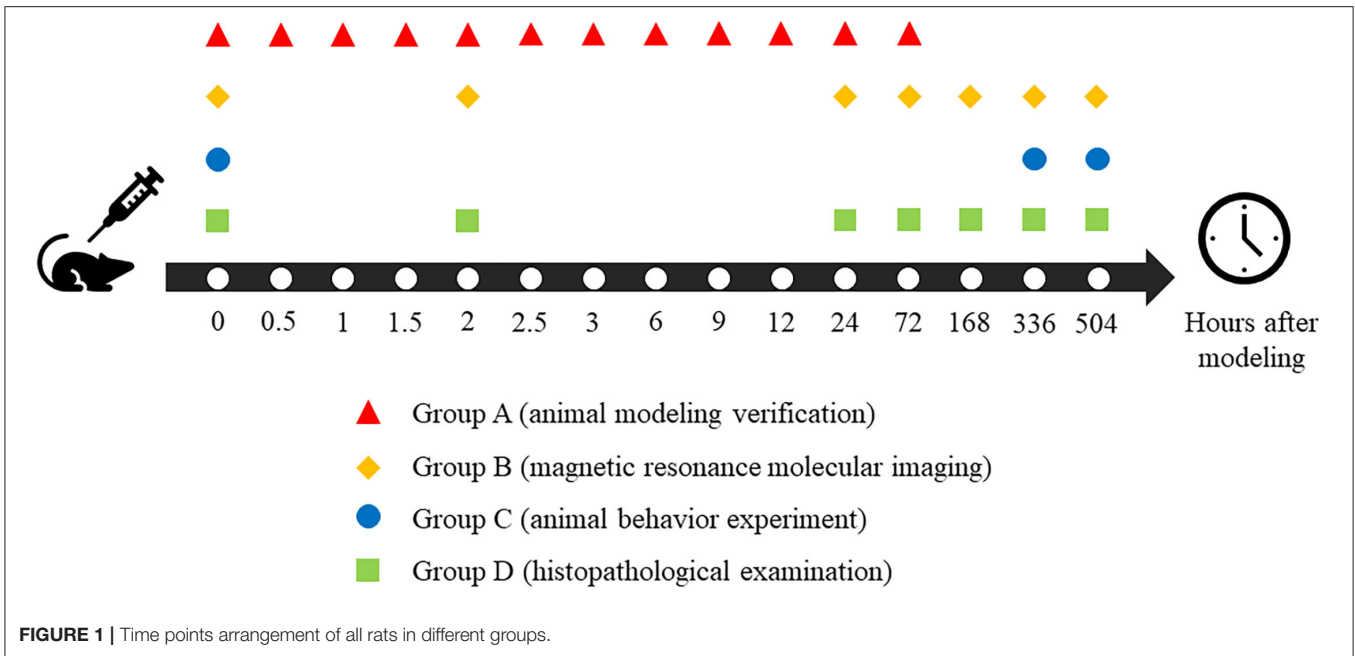 0 0.5 1 1.5 2 2.5 3 6 9 12 24 72 168 336 504
Hours after
modeling
Group A (animal modeling verification)
Group B (magnetic resonance molecular imaging)
Group C (animal behavior experiment)
Group D (histopathological examination)
FIGURE 1 | Time points arrangement of all rats in different groups.